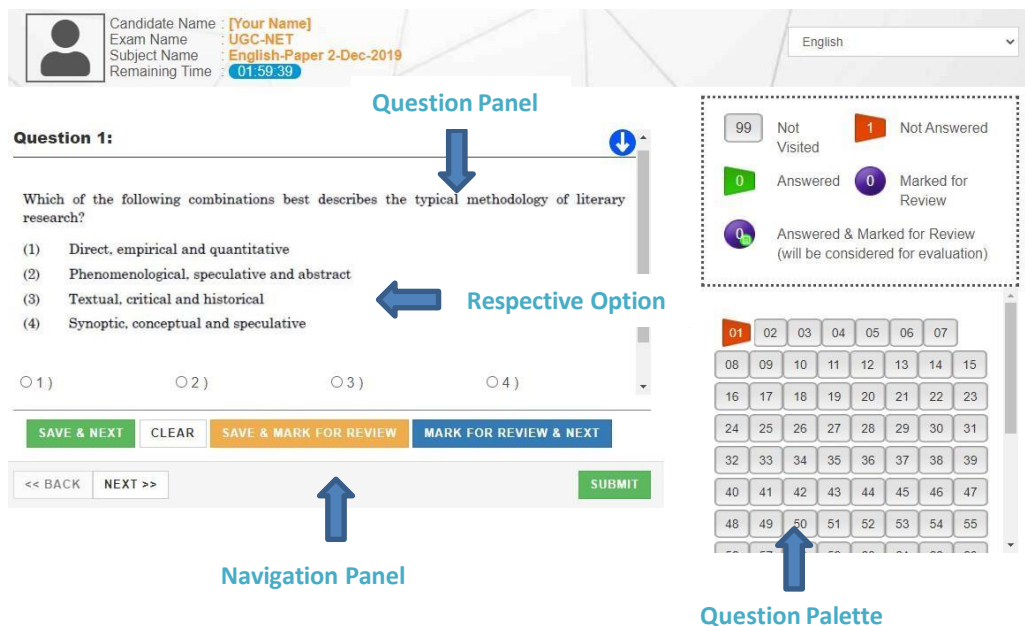 Candidate Name : [Your Name]
Exam Name : UGC-NET
Subject Name : English-Paper 2-Dec-2019
Remaining Time : 01:59:39
English
Question Panel
Question 1:
Which of the following combinations best describes the typical methodology of literary
research?
(1) Direct, empirical and quantitative
(2) Phenomenological, speculative and abstract
(3) Textual, critical and historical
(4) Synoptic, conceptual and speculative
Respective Option
1 ) 2 ) 3 ) 4 )
SAVE & NEXT CLEAR SAVE & MARK FOR REVIEW MARK FOR REVIEW & NEXT
<< BACK NEXT >> SUBMIT
Navigation Panel
99 Not Visited 1 Not Answered
0 Answered 0 Marked for Review
0 Answered & Marked for Review
(will be considered for evaluation)
01 02 03 04 05 06 07
08 09 10 11 12 13 14 15
16 17 18 19 20 21 22 23
24 25 26 27 28 29 30 31
32 33 34 35 36 37 38 39
40 41 42 43 44 45 46 47
48 49 50 51 52 53 54 55
Question Palette